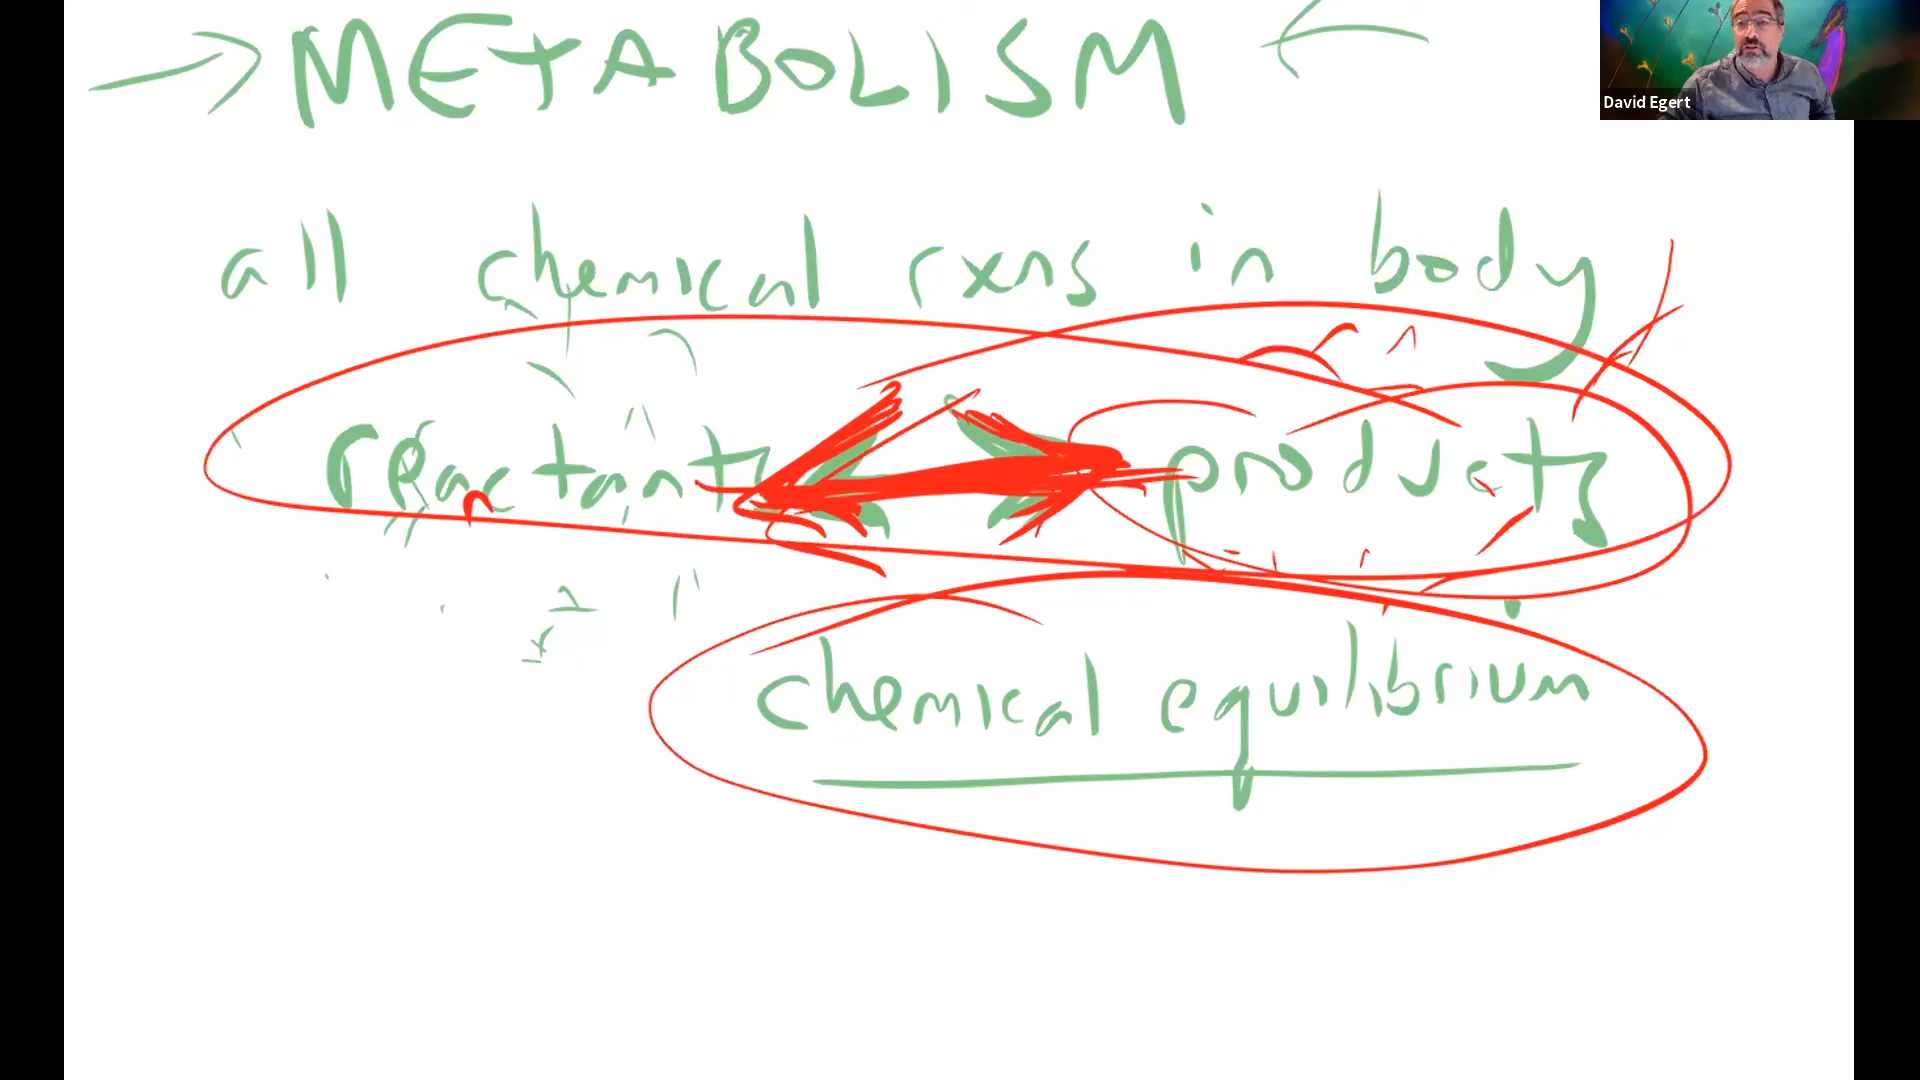 → METABOLISM ←
David Egert
all chemical rxns in body
reactants ↔ products
chemical equilibrium